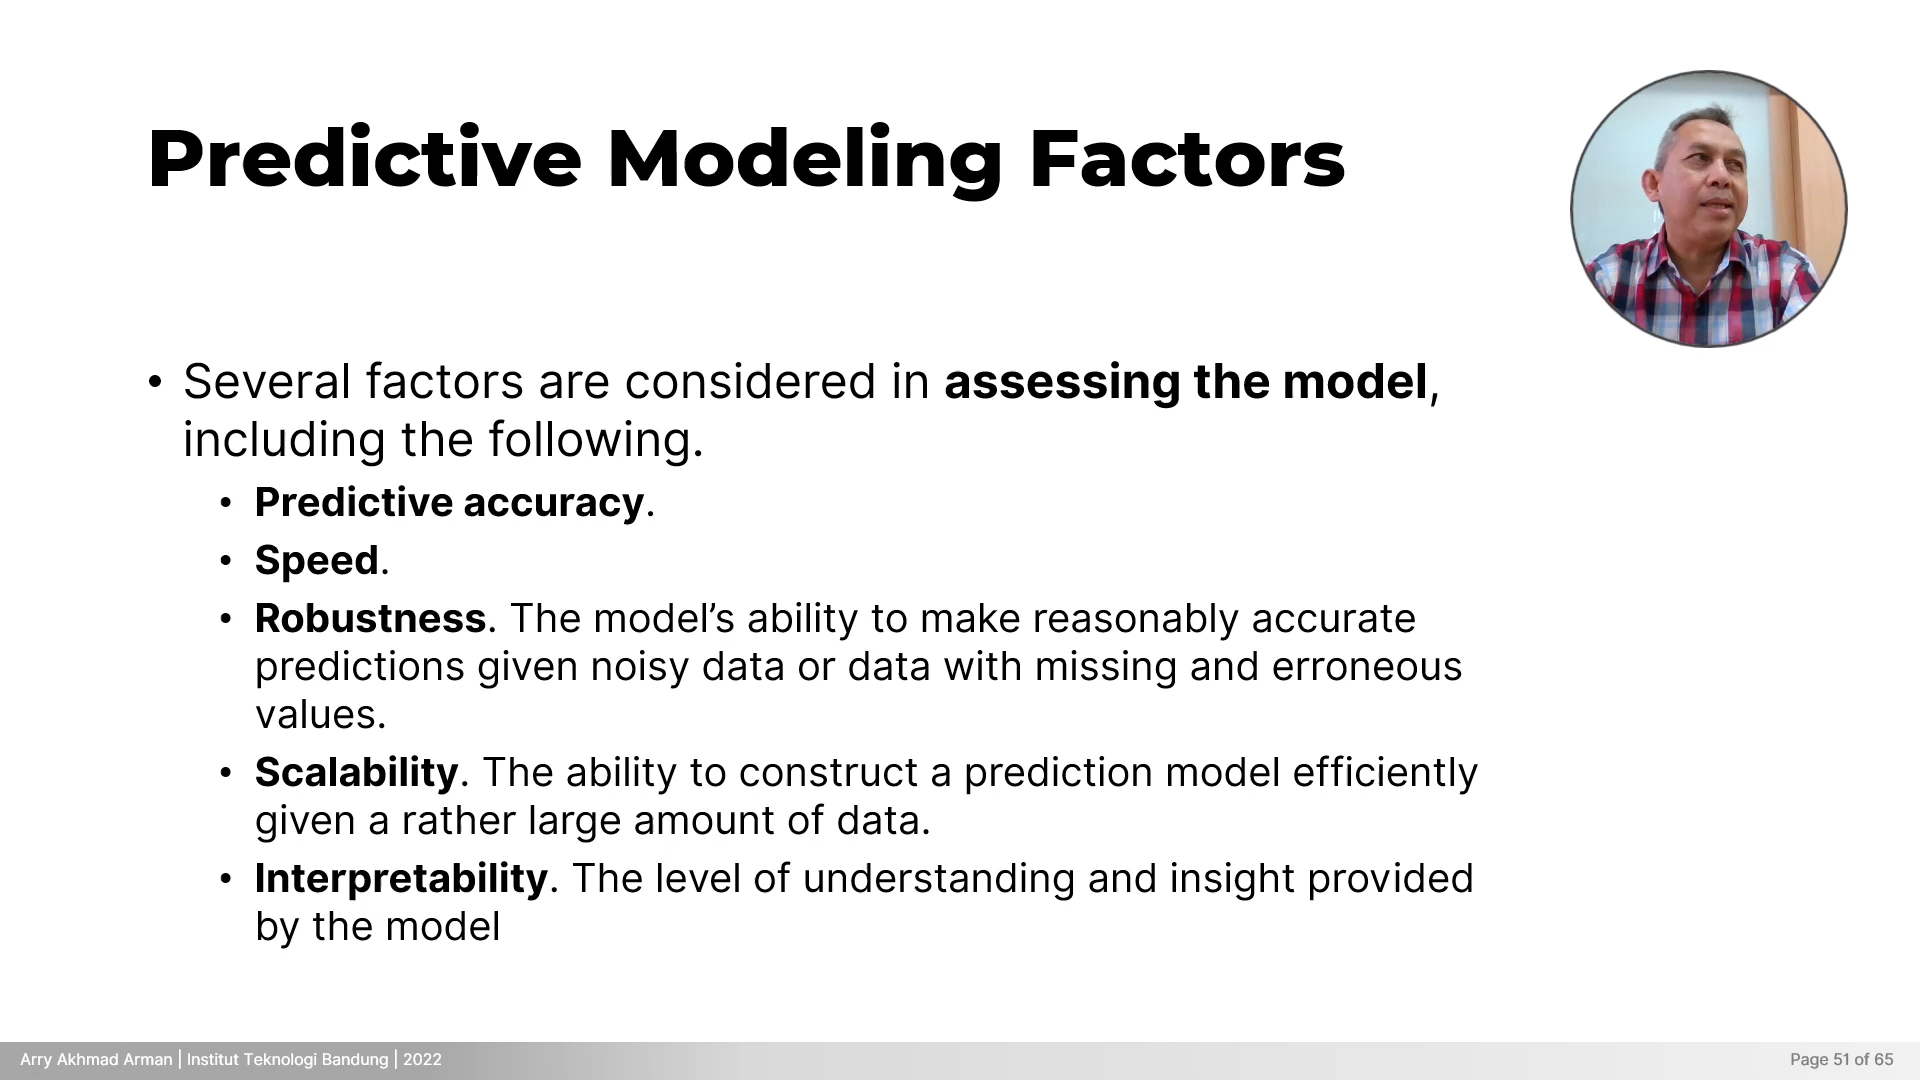 Predictive Modeling Factors
• Several factors are considered in assessing the model,
including the following.
• Predictive accuracy.
• Speed.
• Robustness. The model’s ability to make reasonably accurate
predictions given noisy data or data with missing and erroneous
values.
• Scalability. The ability to construct a prediction model efficiently
given a rather large amount of data.
• Interpretability. The level of understanding and insight provided
by the model
Arry Akhmad Arman | Institut Teknologi Bandung | 2022
Page 51 of 65